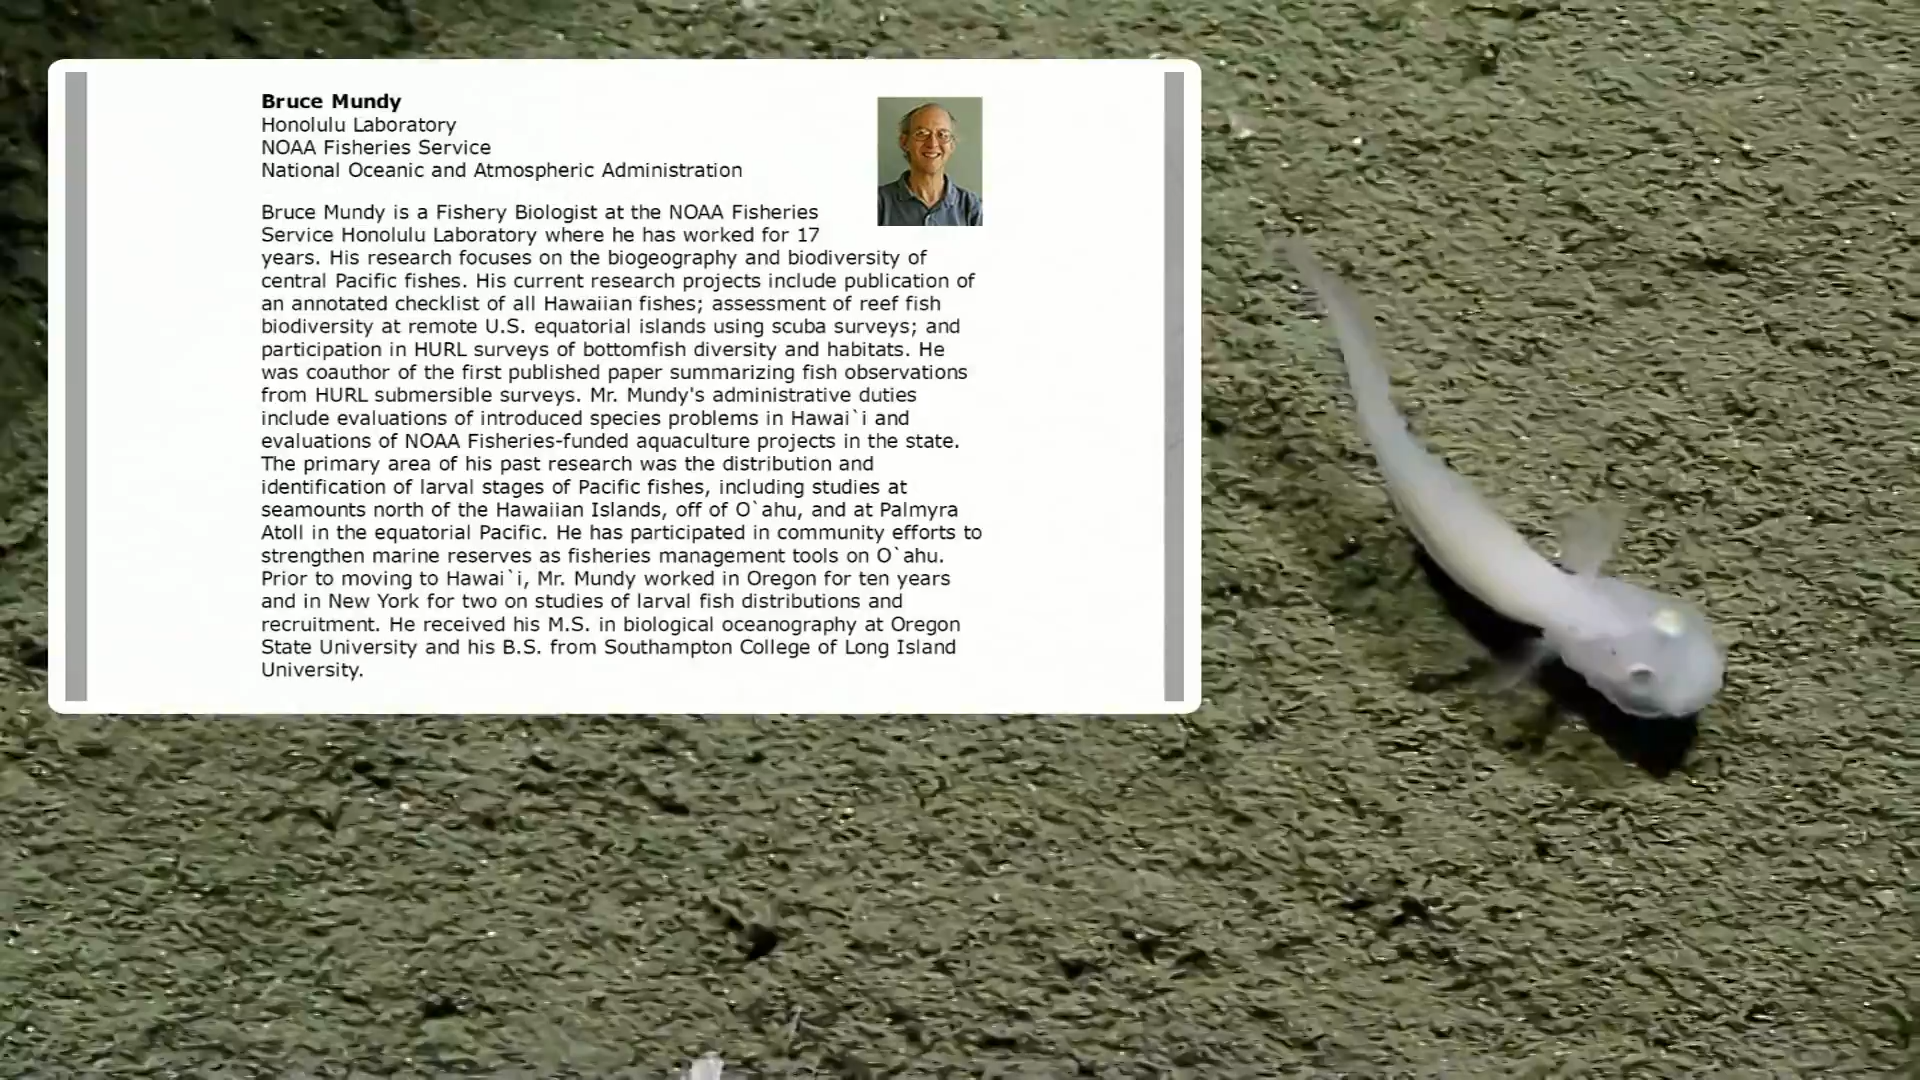 Bruce Mundy
Honolulu Laboratory
NOAA Fisheries Service
National Oceanic and Atmospheric Administration
Bruce Mundy is a Fishery Biologist at the NOAA Fisheries
Service Honolulu Laboratory where he has worked for 17
years. His research focuses on the biogeography and biodiversity of
central Pacific fishes. His current research projects include publication of
an annotated checklist of all Hawaiian fishes; assessment of reef fish
biodiversity at remote U.S. equatorial islands using scuba surveys; and
participation in HURL surveys of bottomfish diversity and habitats. He
was coauthor of the first published paper summarizing fish observations
from HURL submersible surveys. Mr. Mundy's administrative duties
include evaluations of introduced species problems in Hawai`i and
evaluations of NOAA Fisheries-funded aquaculture projects in the state.
The primary area of his past research was the distribution and
identification of larval stages of Pacific fishes, including studies at
seamounts north of the Hawaiian Islands, off of O`ahu, and at Palmyra
Atoll in the equatorial Pacific. He has participated in community efforts to
strengthen marine reserves as fisheries management tools on O`ahu.
Prior to moving to Hawai`i, Mr. Mundy worked in Oregon for ten years
and in New York for two on studies of larval fish distributions and
recruitment. He received his M.S. in biological oceanography at Oregon
State University and his B.S. from Southampton College of Long Island
University.